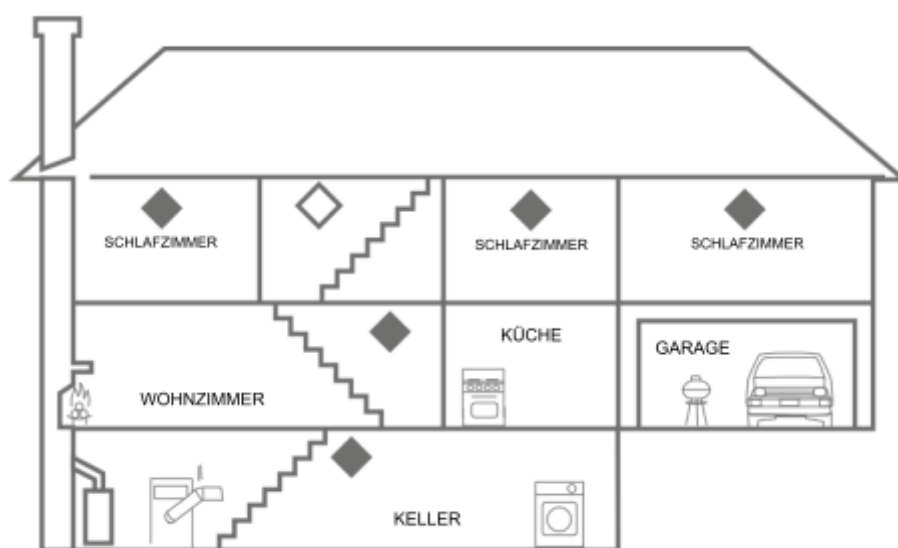 SCHLAFZIMMER
SCHLAFZIMMER
SCHLAFZIMMER
KÜCHE
GARAGE
WOHNZIMMER
KELLER